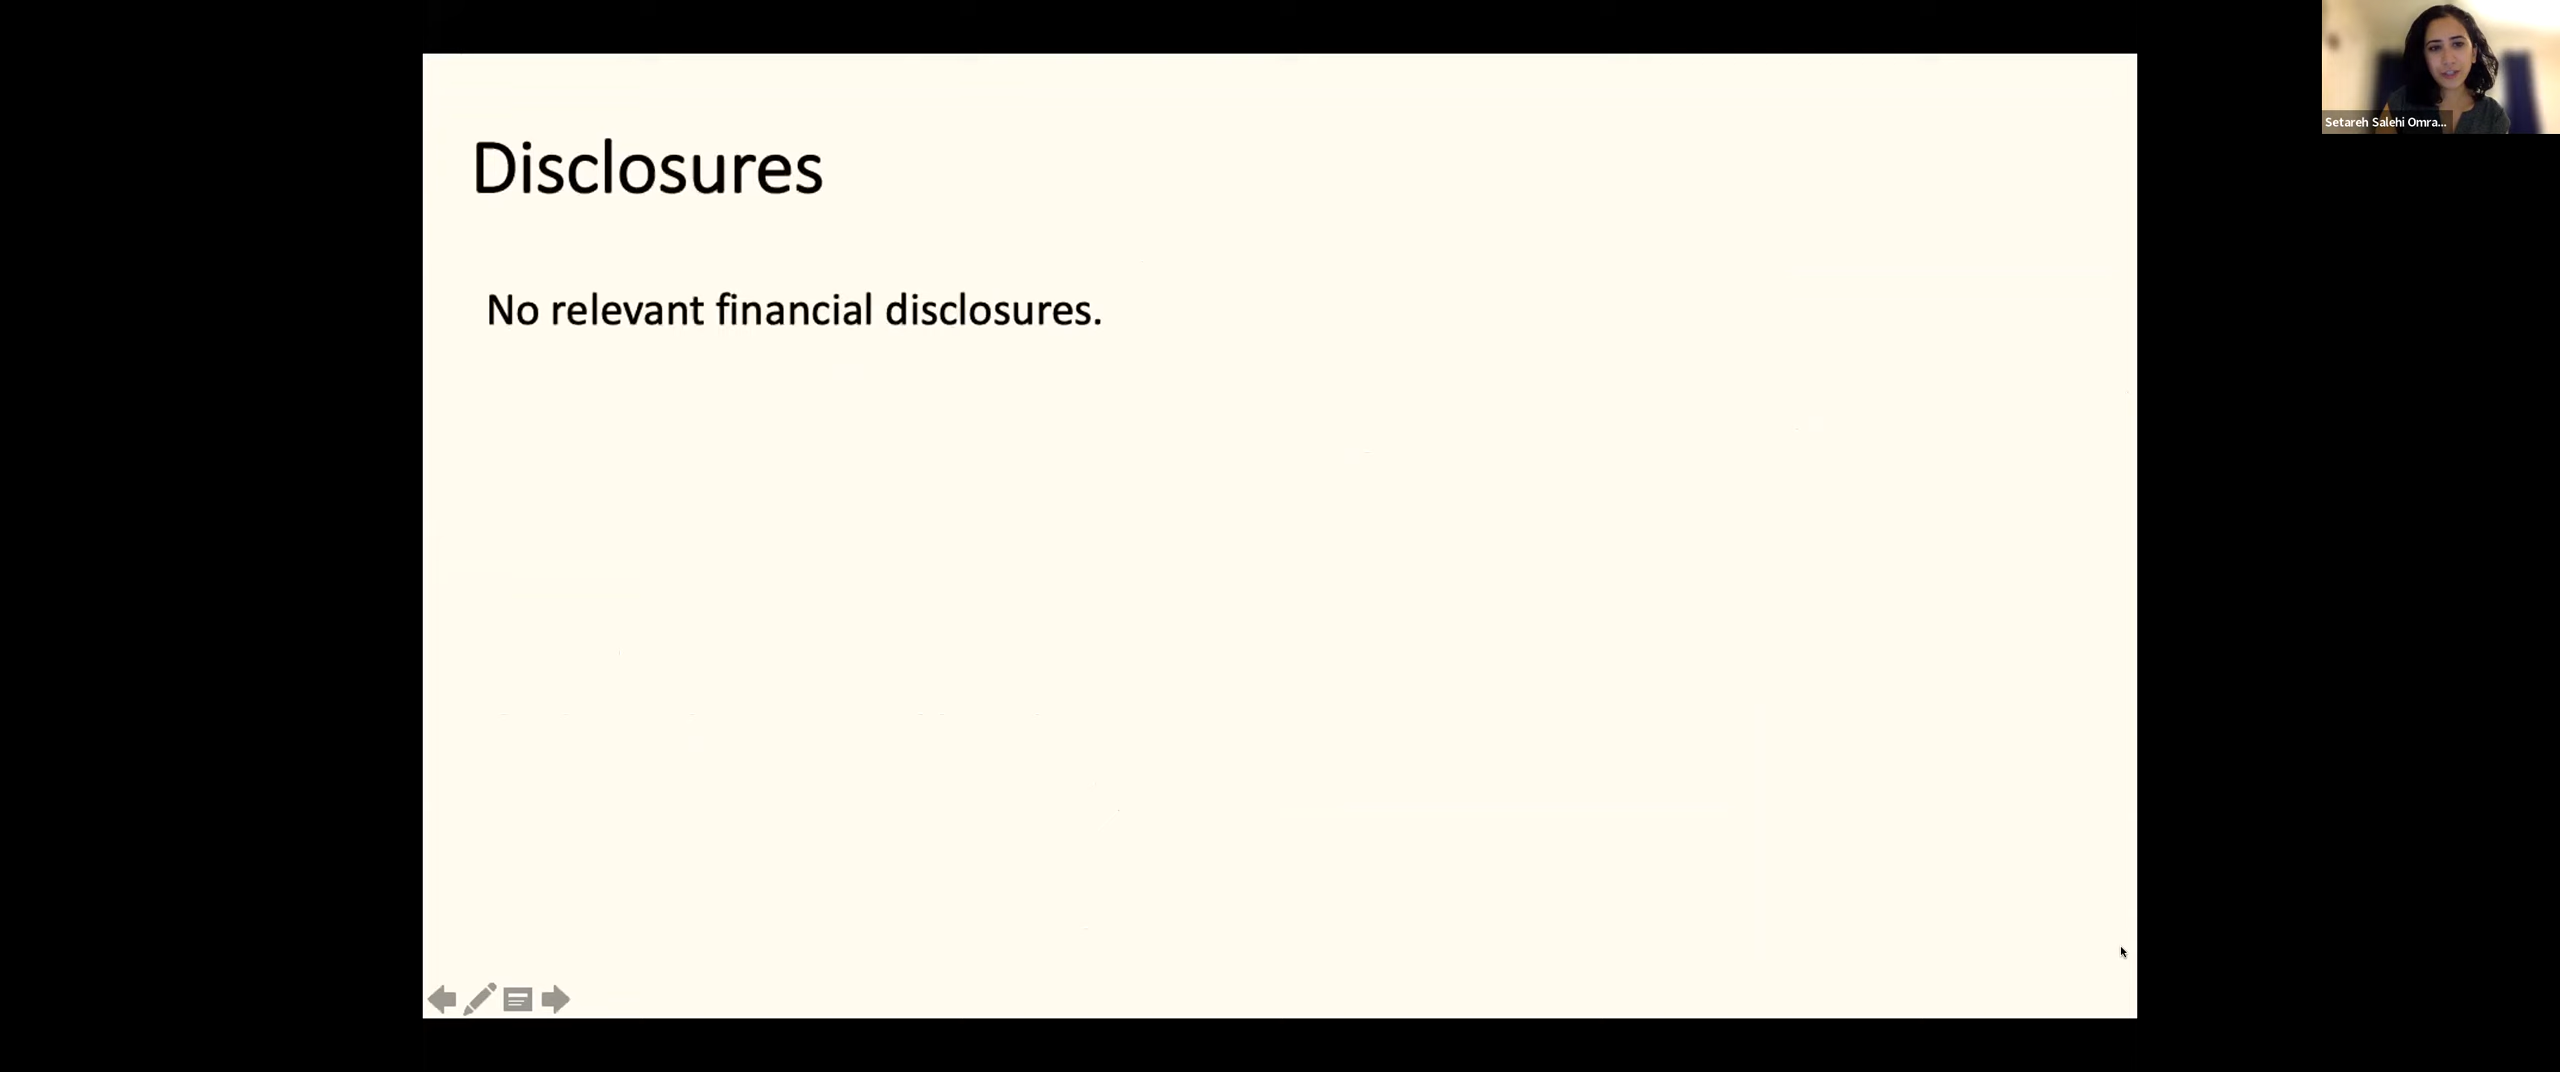 Disclosures
No relevant financial disclosures.
Setareh Salehi Omra...